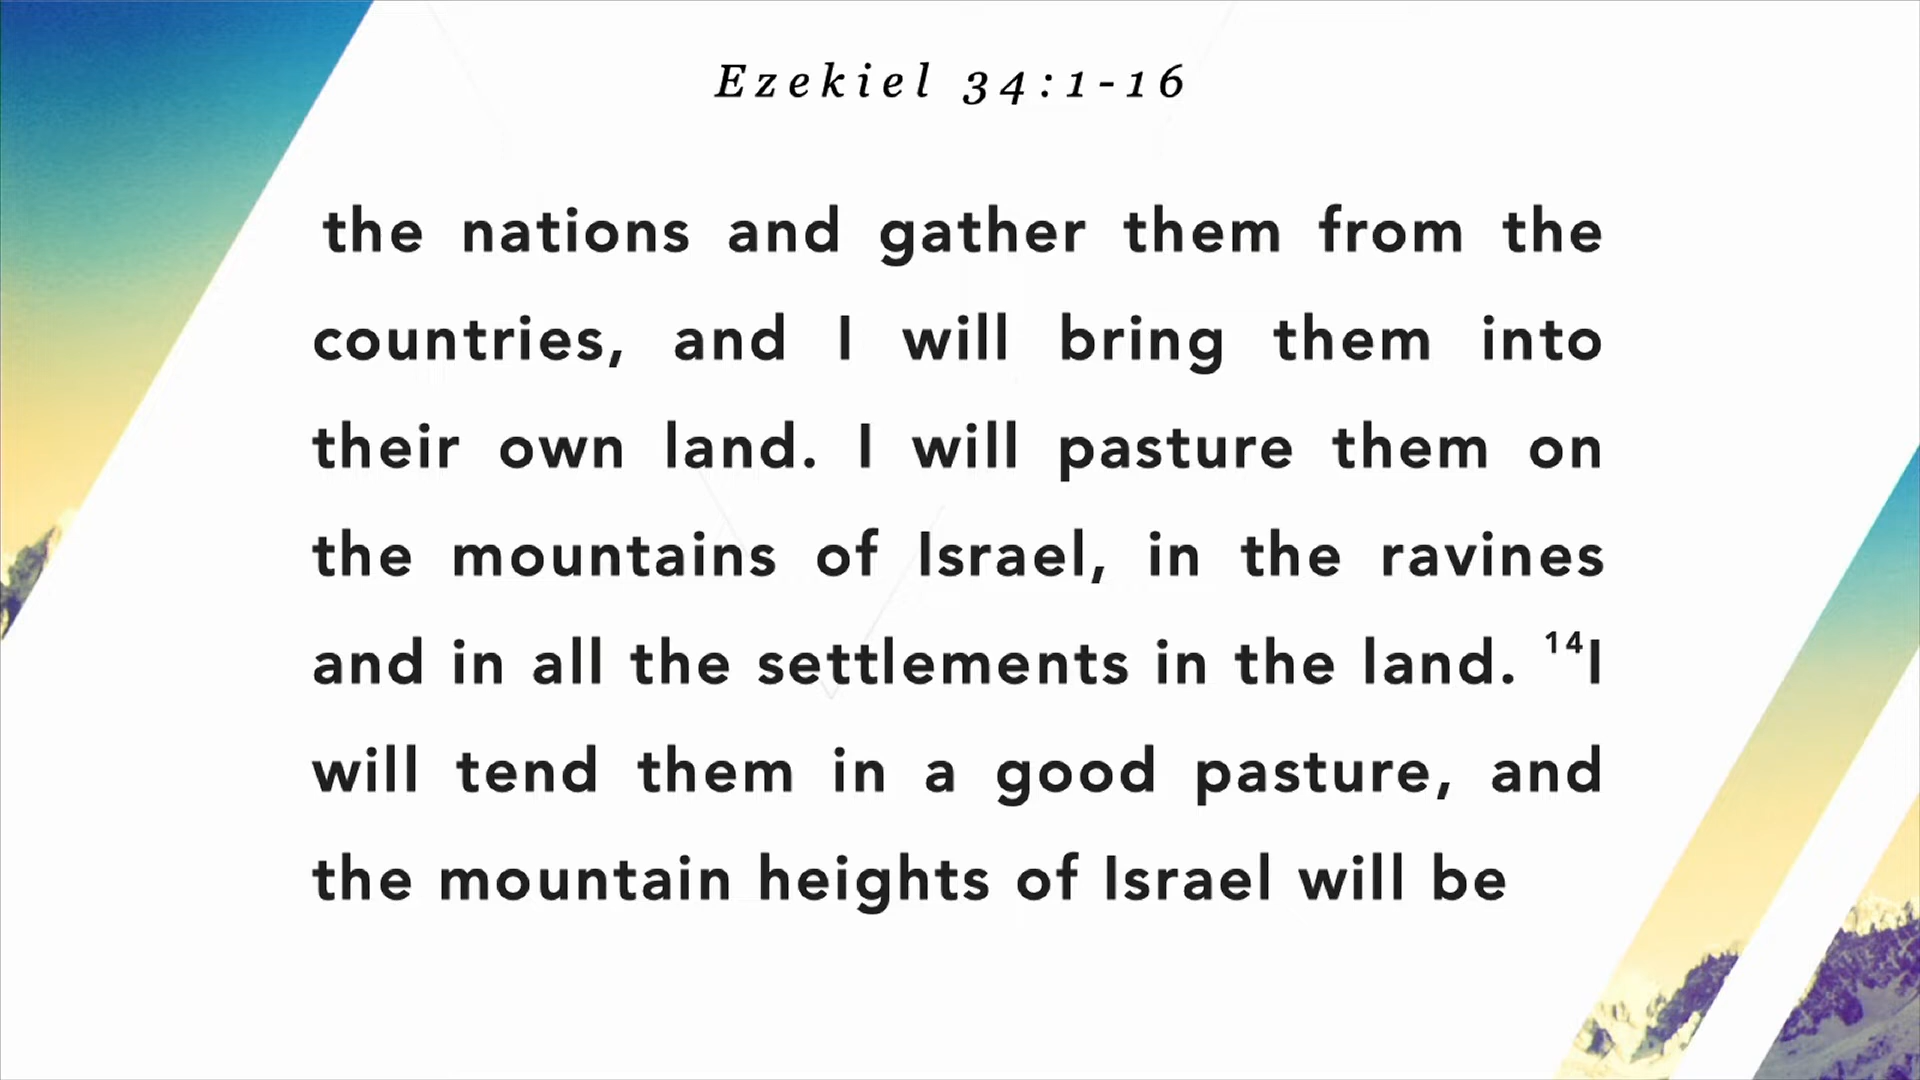 Ezekiel 34:1-16
the nations and gather them from the
countries, and I will bring them into
their own land. I will pasture them on
the mountains of Israel, in the ravines
and in all the settlements in the land. ¹⁴I
will tend them in a good pasture, and
the mountain heights of Israel will be